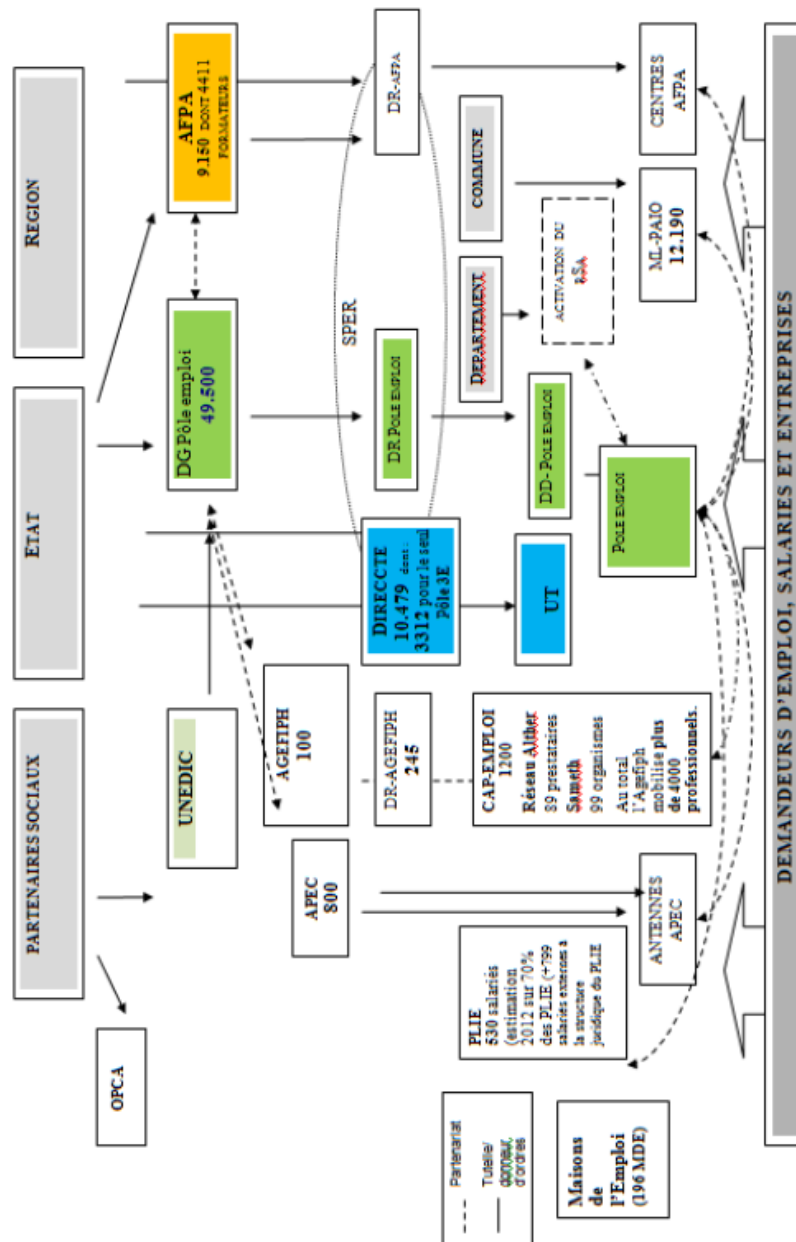 PARTENAIRES SOCIAUX
ETAT
REGION
OPCA
UNEDIC
DG Pôle emploi
49.500
AFPA
9.150 DONT 4411
FORMATEURS
AGEFIPH
100
APEC
800
SPER
DR-AGEFIPH
245
DIRECCTE
10.479 dont :
3312 pour le seul
Pôle 3E
DR POLE EMPLOI
DR-AFPA
PLIE
530 salariés
(estimation
2012 sur 70%
des PLIE (+799
salariés externes à
la structure
juridique du PLIE
CAP-EMPLOI
1200
Réseau Alther
89 prestataires
Sameth
99 organismes
Au total
l'Agefiph
mobilise plus
de 4000
professionnels.
UT
DD- POLE EMPLOI
DEPARTEMENT
COMMUNE
ACTIVATION DU
RSA
Partenariat
Tutelle/
donneur
d'ordres
Maisons
de
l'Emploi
(196 MDE)
ANTENNES
APEC
POLE EMPLOI
ML-PAIO
12.190
CENTRES
AFPA
DEMANDEURS D'EMPLOI, SALARIES ET ENTREPRISES